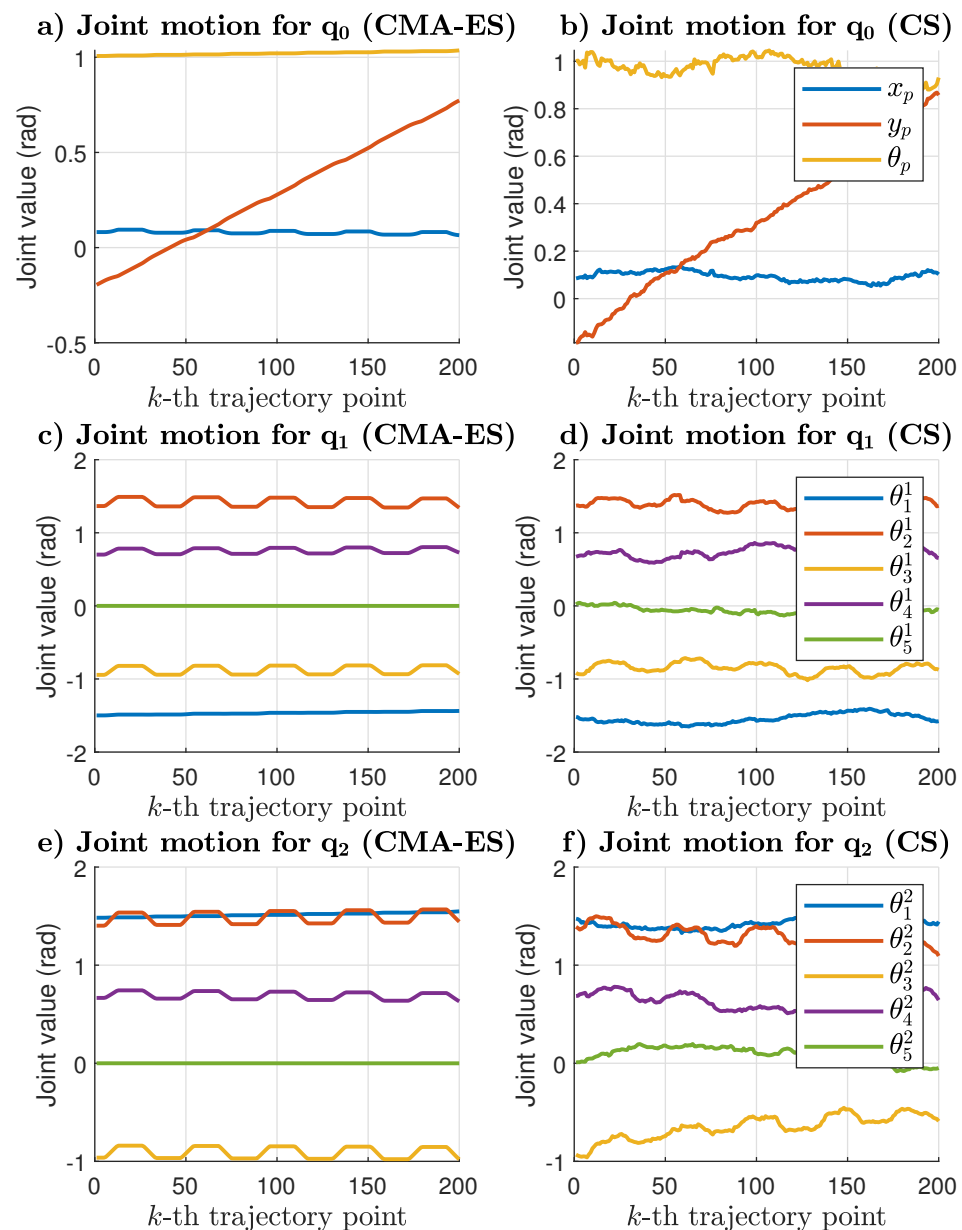 a) Joint motion for q₀ (CMA-ES)
Joint value (rad)
1
0.5
0
-0.5
0 50 100 150 200
k-th trajectory point
b) Joint motion for q₀ (CS)
Joint value (rad)
1
0.8
0.6
0.4
0.2
0
xₚ
yₚ
θₚ
0 50 100 150 200
k-th trajectory point
c) Joint motion for q₁ (CMA-ES)
Joint value (rad)
2
1
0
-1
-2
0 50 100 150 200
k-th trajectory point
d) Joint motion for q₁ (CS)
Joint value (rad)
2
1
0
-1
-2
θ₁¹
θ₂¹
θ₃¹
θ₄¹
θ₅¹
0 50 100 150 200
k-th trajectory point
e) Joint motion for q₂ (CMA-ES)
Joint value (rad)
2
1
0
-1
0 50 100 150 200
k-th trajectory point
f) Joint motion for q₂ (CS)
Joint value (rad)
2
1
0
-1
θ₁²
θ₂²
θ₃²
θ₄²
θ₅²
0 50 100 150 200
k-th trajectory point